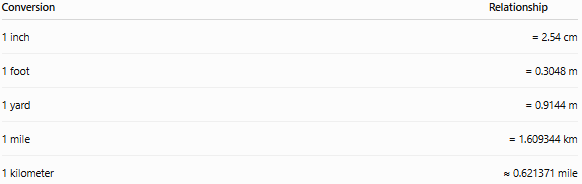 Conversion Relationship
1 inch = 2.54 cm
1 foot = 0.3048 m
1 yard = 0.9144 m
1 mile = 1.609344 km
1 kilometer ≈ 0.621371 mile